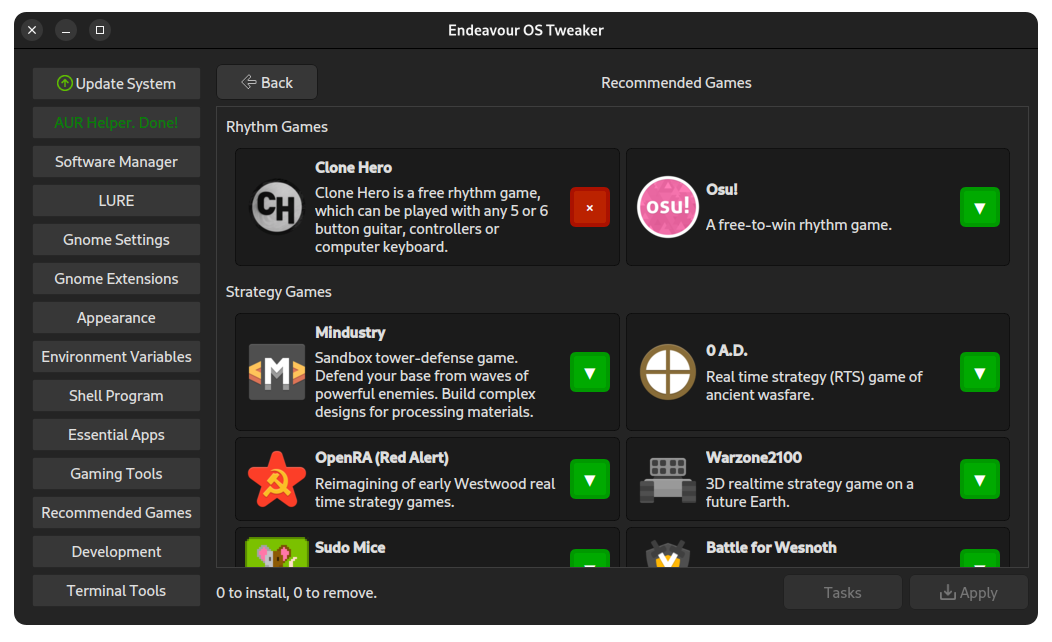 Endeavour OS Tweaker
Update System
AUR Helper. Done!
Software Manager
LURE
Gnome Settings
Gnome Extensions
Appearance
Environment Variables
Shell Program
Essential Apps
Gaming Tools
Recommended Games
Development
Terminal Tools
Back
Recommended Games
Rhythm Games
CH
Clone Hero
Clone Hero is a free rhythm game,
which can be played with any 5 or 6
button guitar, controllers or
computer keyboard.
osu!
Osu!
A free-to-win rhythm game.
Strategy Games
<M>
Mindustry
Sandbox tower-defense game.
Defend your base from waves of
powerful enemies. Build complex
designs for processing materials.
0 A.D.
Real time strategy (RTS) game of
ancient wasfare.
OpenRA (Red Alert)
Reimagining of early Westwood real
time strategy games.
Warzone2100
3D realtime strategy game on a
future Earth.
Sudo Mice
Battle for Wesnoth
0 to install, 0 to remove.
Tasks
Apply